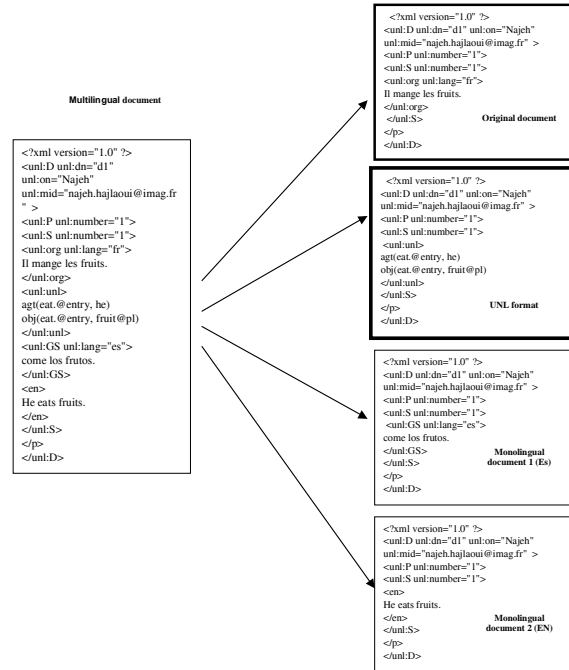 Multilingual document
<?xml version="1.0" ?>
<unl:D unl:dn="d1"
unl:on="Najeh"
unl:mid="najeh.hajlaoui@imag.fr
" >
<unl:P unl:number="1">
<unl:S unl:number="1">
<unl:org unl:lang="fr">
Il mange les fruits.
</unl:org>
<unl:unl>
agt(eat.@entry, he)
obj(eat.@entry, fruit@pl)
</unl:unl>
<unl:GS unl:lang="es">
come los frutos.
</unl:GS>
<en>
He eats fruits.
</en>
</unl:S>
</p>
</unl:D>
<?xml version="1.0" ?>
<unl:D unl:dn="d1" unl:on="Najeh"
unl:mid="najeh.hajlaoui@imag.fr" >
<unl:P unl:number="1">
<unl:S unl:number="1">
<unl:org unl:lang="fr">
Il mange les fruits.
</unl:org>
</unl:S>
Original document
</p>
</unl:D>
<?xml version="1.0" ?>
<unl:D unl:dn="d1" unl:on="Najeh"
unl:mid="najeh.hajlaoui@imag.fr" >
<unl:P unl:number="1">
<unl:S unl:number="1">
<unl:unl>
agt(eat.@entry, he)
obj(eat.@entry, fruit@pl)
</unl:unl>
</unl:S>
UNL format
</p>
</unl:D>
<?xml version="1.0" ?>
<unl:D unl:dn="d1" unl:on="Najeh"
unl:mid="najeh.hajlaoui@imag.fr" >
<unl:P unl:number="1">
<unl:S unl:number="1">
<unl:GS unl:lang="es">
come los frutos.
</unl:GS>
</unl:S>
</p>
</unl:D>
Monolingual
document 1 (Es)
<?xml version="1.0" ?>
<unl:D unl:dn="d1" unl:on="Najeh"
unl:mid="najeh.hajlaoui@imag.fr" >
<unl:P unl:number="1">
<unl:S unl:number="1">
<en>
He eats fruits.
</en>
</unl:S>
</p>
</unl:D>
Monolingual
document 2 (EN)